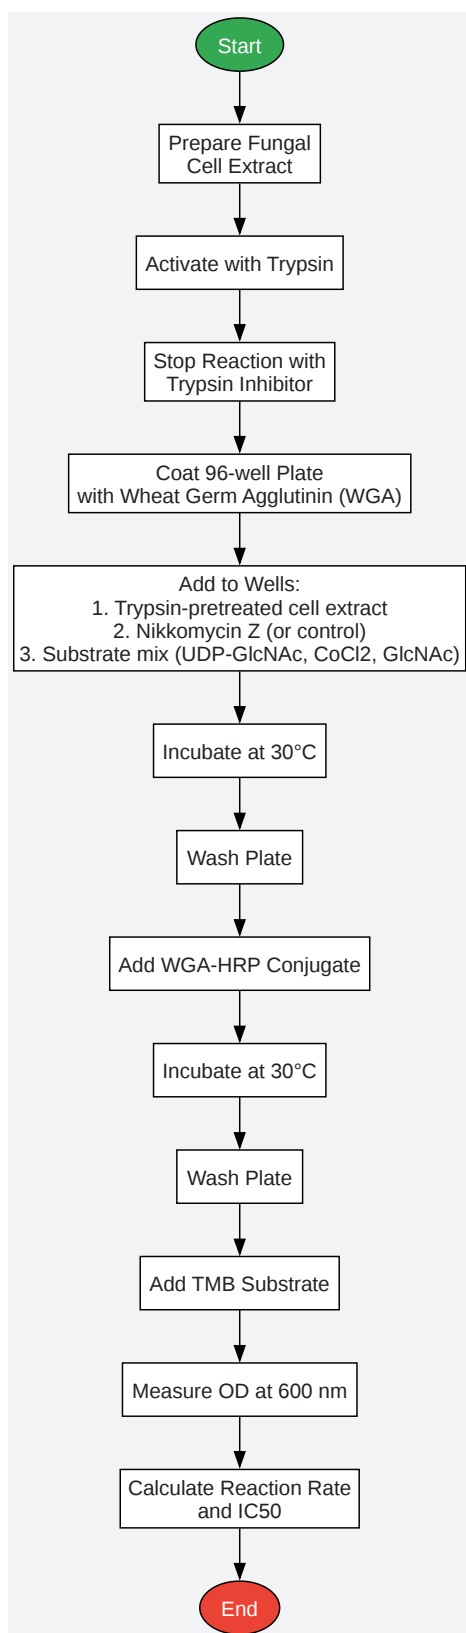 Start
Prepare Fungal
Cell Extract
Activate with Trypsin
Stop Reaction with
Trypsin Inhibitor
Coat 96-well Plate
with Wheat Germ Agglutinin (WGA)
Add to Wells:
1. Trypsin-pretreated cell extract
2. Nikkomycin Z (or control)
3. Substrate mix (UDP-GlcNAc, CoCl2, GlcNAc)
Incubate at 30°C
Wash Plate
Add WGA-HRP Conjugate
Incubate at 30°C
Wash Plate
Add TMB Substrate
Measure OD at 600 nm
Calculate Reaction Rate
and IC50
End